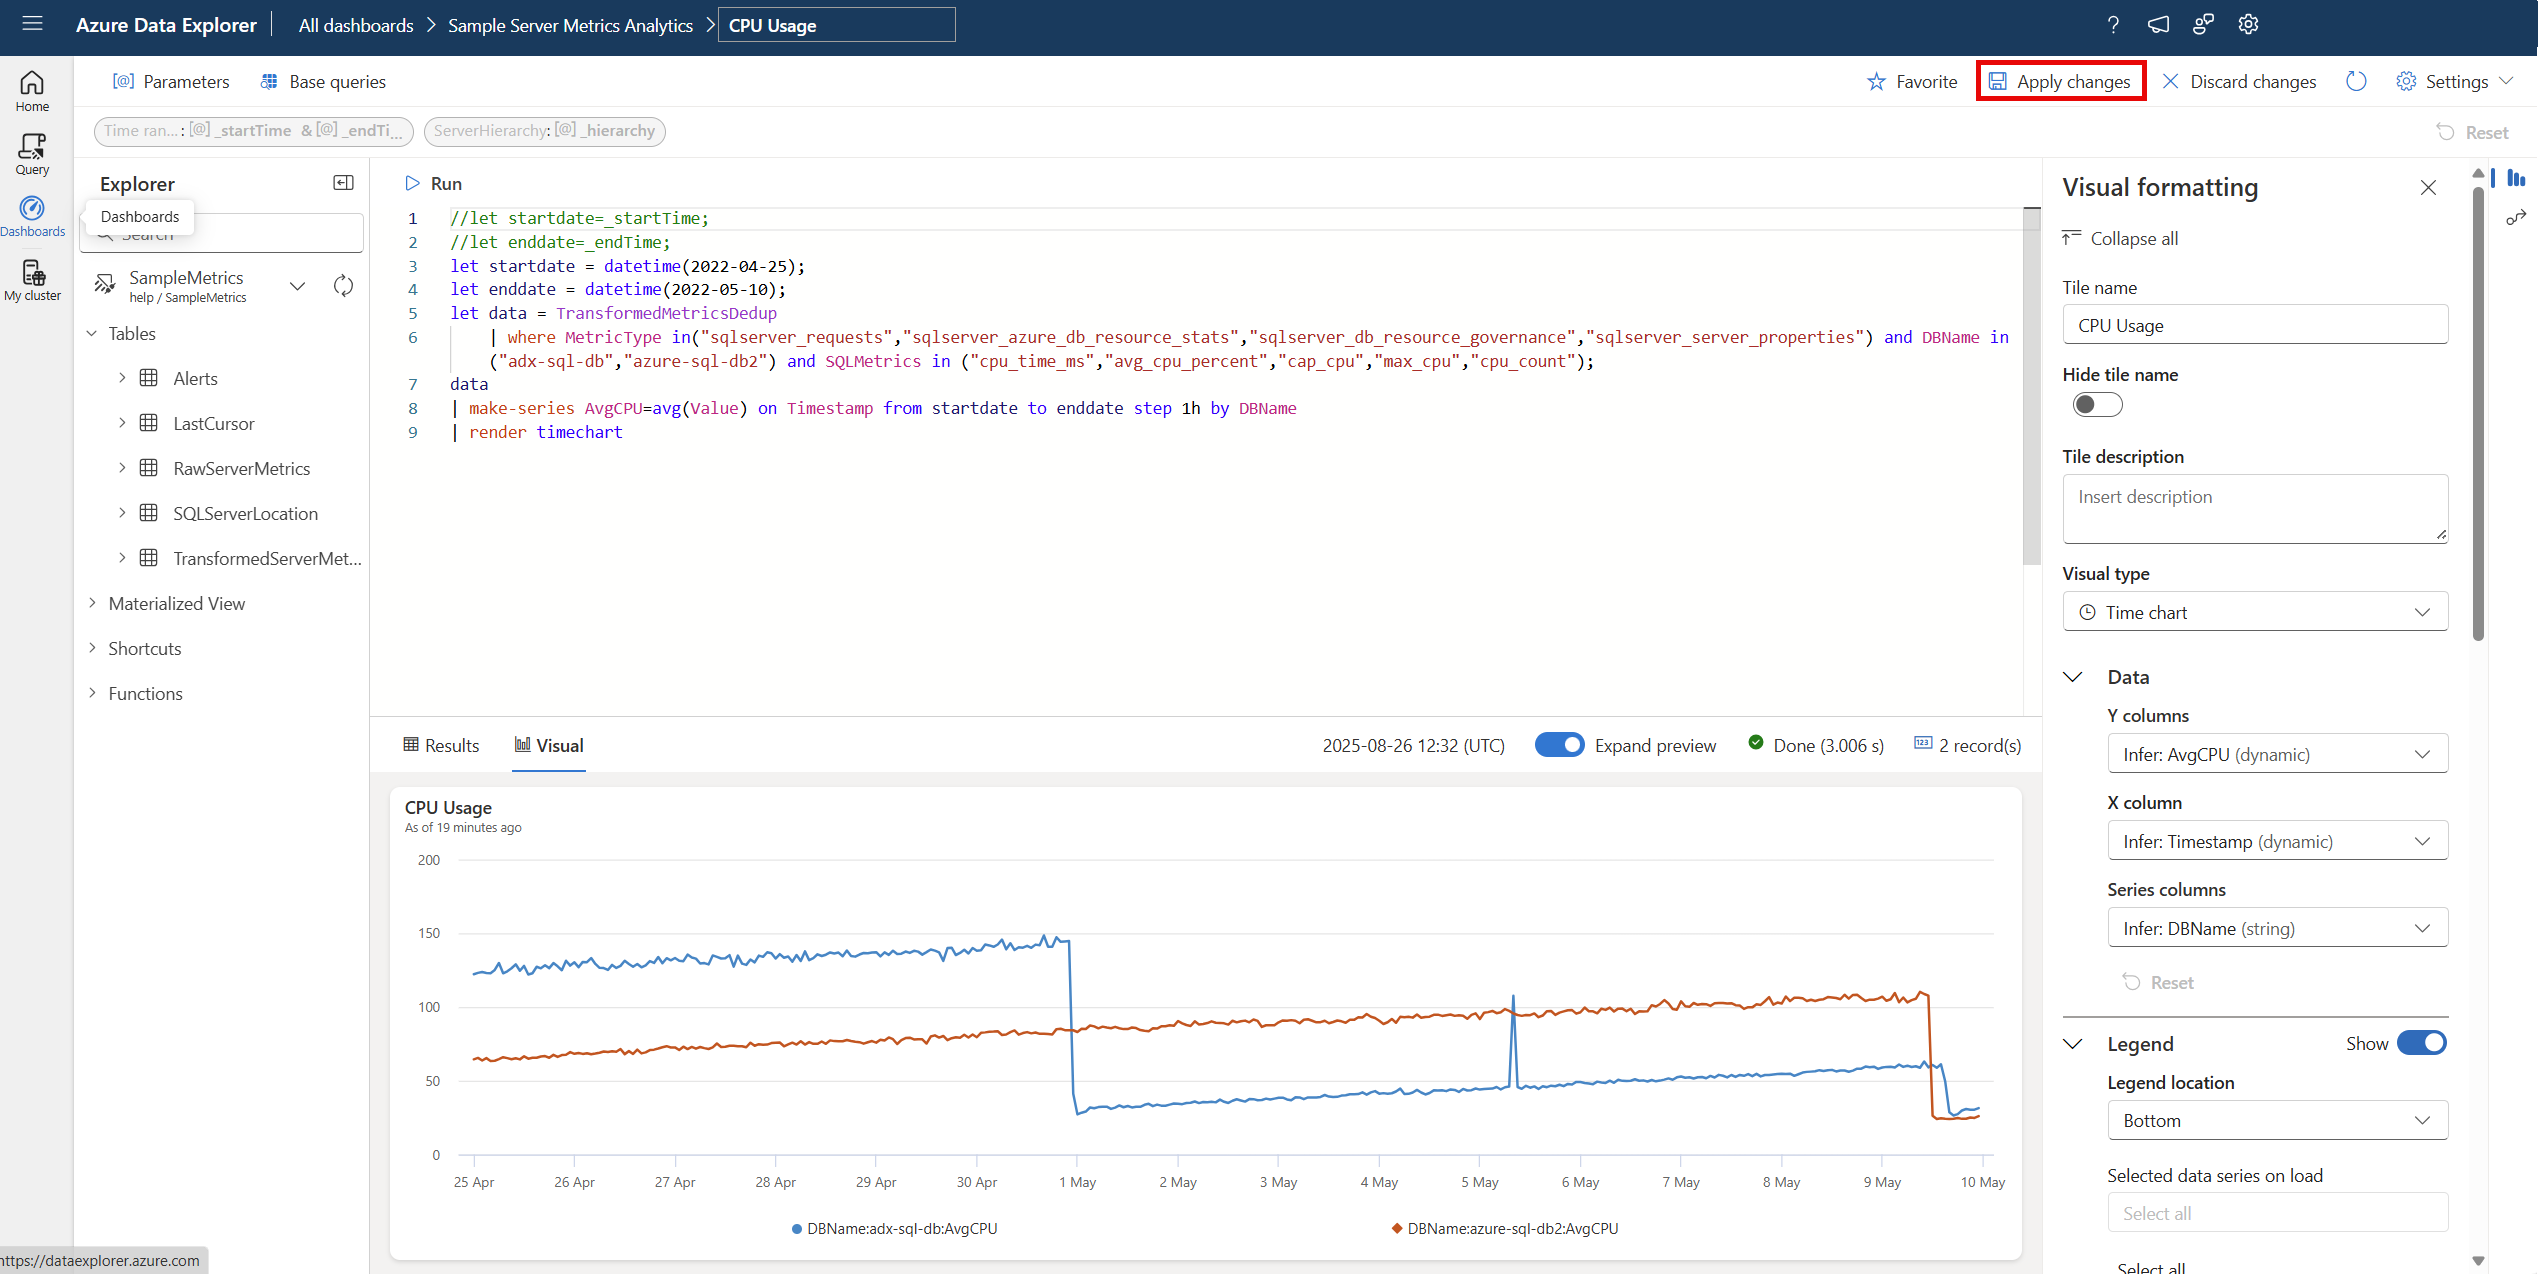 Azure Data Explorer
All dashboards
Sample Server Metrics Analytics
CPU Usage
Home
Query
Dashboards
My cluster
Parameters
Base queries
Favorite
Apply changes
Discard changes
Settings
Time ran... : [@] _startTime & [@] _endTi...
ServerHierarchy: [@] _hierarchy
Reset
Explorer
Dashboards
SampleMetrics
help / SampleMetrics
Tables
Alerts
LastCursor
RawServerMetrics
SQLServerLocation
TransformedServerMet...
Materialized View
Shortcuts
Functions
Run
1 //let startdate=_startTime;
2 //let enddate=_endTime;
3 let startdate = datetime(2022-04-25);
4 let enddate = datetime(2022-05-10);
5 let data = TransformedMetricsDedup
6 | where MetricType in("sqlserver_requests","sqlserver_azure_db_resource_stats","sqlserver_db_resource_governance","sqlserver_server_properties") and DBName in
("adx-sql-db","azure-sql-db2") and SQLMetrics in ("cpu_time_ms","avg_cpu_percent","cap_cpu","max_cpu","cpu_count");
7 data
8 | make-series AvgCPU=avg(Value) on Timestamp from startdate to enddate step 1h by DBName
9 | render timechart
Results
Visual
2025-08-26 12:32 (UTC)
Expand preview
Done (3.006 s)
2 record(s)
CPU Usage
As of 19 minutes ago
200
150
100
50
0
25 Apr 26 Apr 27 Apr 28 Apr 29 Apr 30 Apr 1 May 2 May 3 May 4 May 5 May 6 May 7 May 8 May 9 May 10 May
DBName:adx-sql-db:AvgCPU
DBName:azure-sql-db2:AvgCPU
Visual formatting
Collapse all
Tile name
CPU Usage
Hide tile name
Tile description
Insert description
Visual type
Time chart
Data
Y columns
Infer: AvgCPU (dynamic)
X column
Infer: Timestamp (dynamic)
Series columns
Infer: DBName (string)
Reset
Legend
Show
Legend location
Bottom
Selected data series on load
Select all
Select all
https://dataexplorer.azure.com